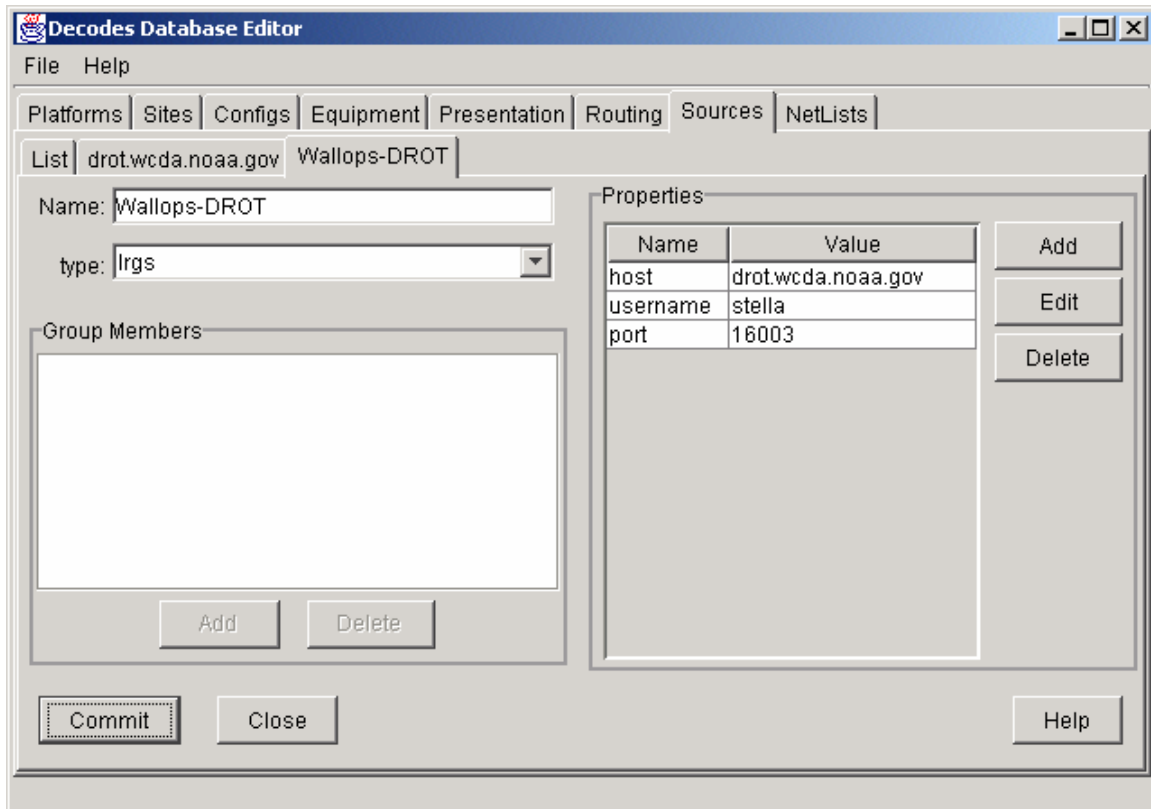 Decodes Database Editor
File Help
Platforms Sites Configs Equipment Presentation Routing Sources NetLists
List drot.wcda.noaa.gov Wallops-DROT
Name: Wallops-DROT
type: lrgs
Group Members
Add Delete
Properties
Name Value
host drot.wcda.noaa.gov
username stella
port 16003
Add
Edit
Delete
Commit Close Help